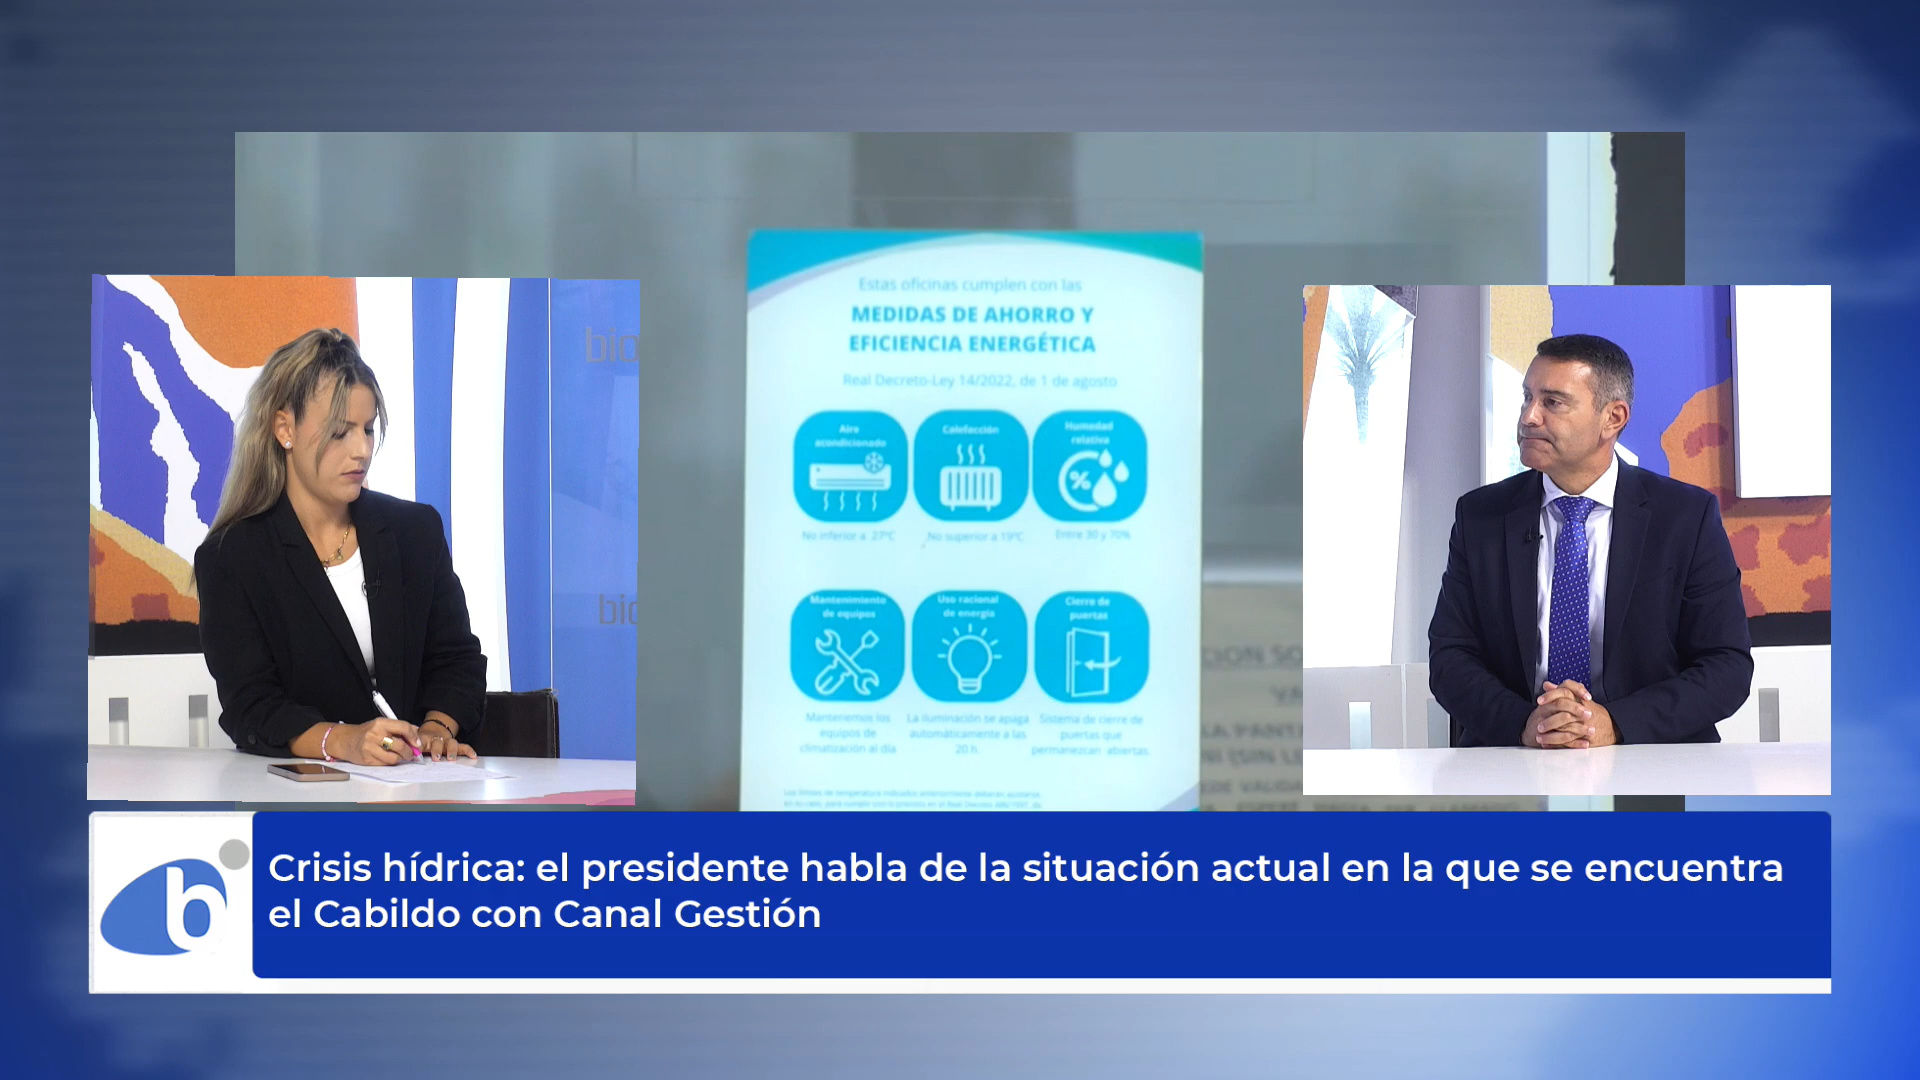 Estas oficinas cumplen con las
MEDIDAS DE AHORRO Y
EFICIENCIA ENERGÉTICA
Real Decreto-Ley 14/2022, de 1 de agosto
Aire
acondicionado
Calefacción
Humedad
relativa
%
No inferior a 27ºC
No superior a 19ºC
Entre 30 y 70%
Mantenimiento
de equipos
Uso racional
de energía
Cierre de
puertas
Mantenemos los
equipos de
climatización al día
La iluminación se apaga
automáticamente a las
20 h.
Sistema de cierre de
puertas que
permanezcan abiertas.
bio
bio
b
Crisis hídrica: el presidente habla de la situación actual en la que se encuentra
el Cabildo con Canal Gestión